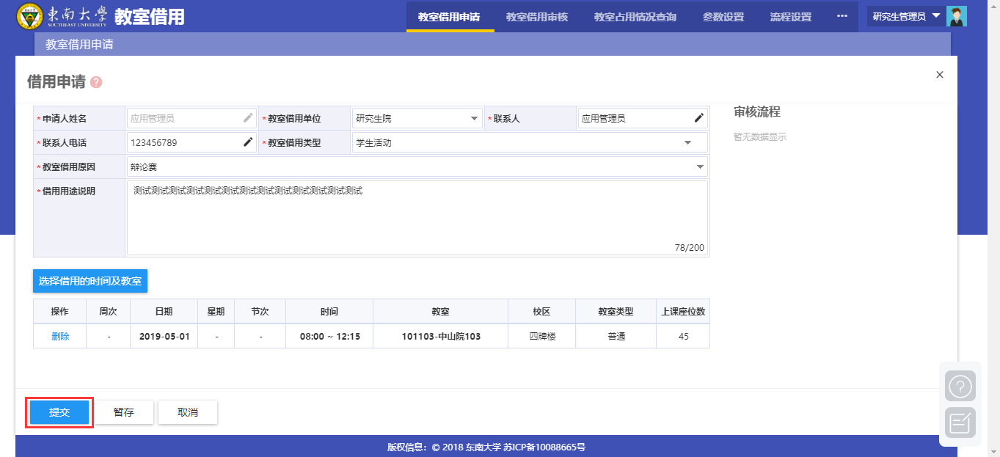 東南大學 教室借用
SOUTHEAST UNIVERSITY
教室借用申请 教室借用审核 教室占用情况查询 参数设置 流程设置 ··· 研究生管理员
教室借用申请
借用申请 ?
* 申请人姓名 应用管理员 * 教室借用单位 研究生院 * 联系人 应用管理员
* 联系人电话 123456789 * 教室借用类型 学生活动
* 教室借用原因 辩论赛
* 借用用途说明 测试测试测试测试测试测试测试测试测试测试测试测试测试
78/200
审核流程
暂无数据显示
选择借用的时间及教室
操作 周次 日期 星期 节次 时间 教室 校区 教室类型 上课座位数
删除 - 2019-05-01 - - 08:00 ~ 12:15 101103-中山院103 四牌楼 普通 45
提交 暂存 取消
版权信息：© 2018 东南大学 苏ICP备10088665号